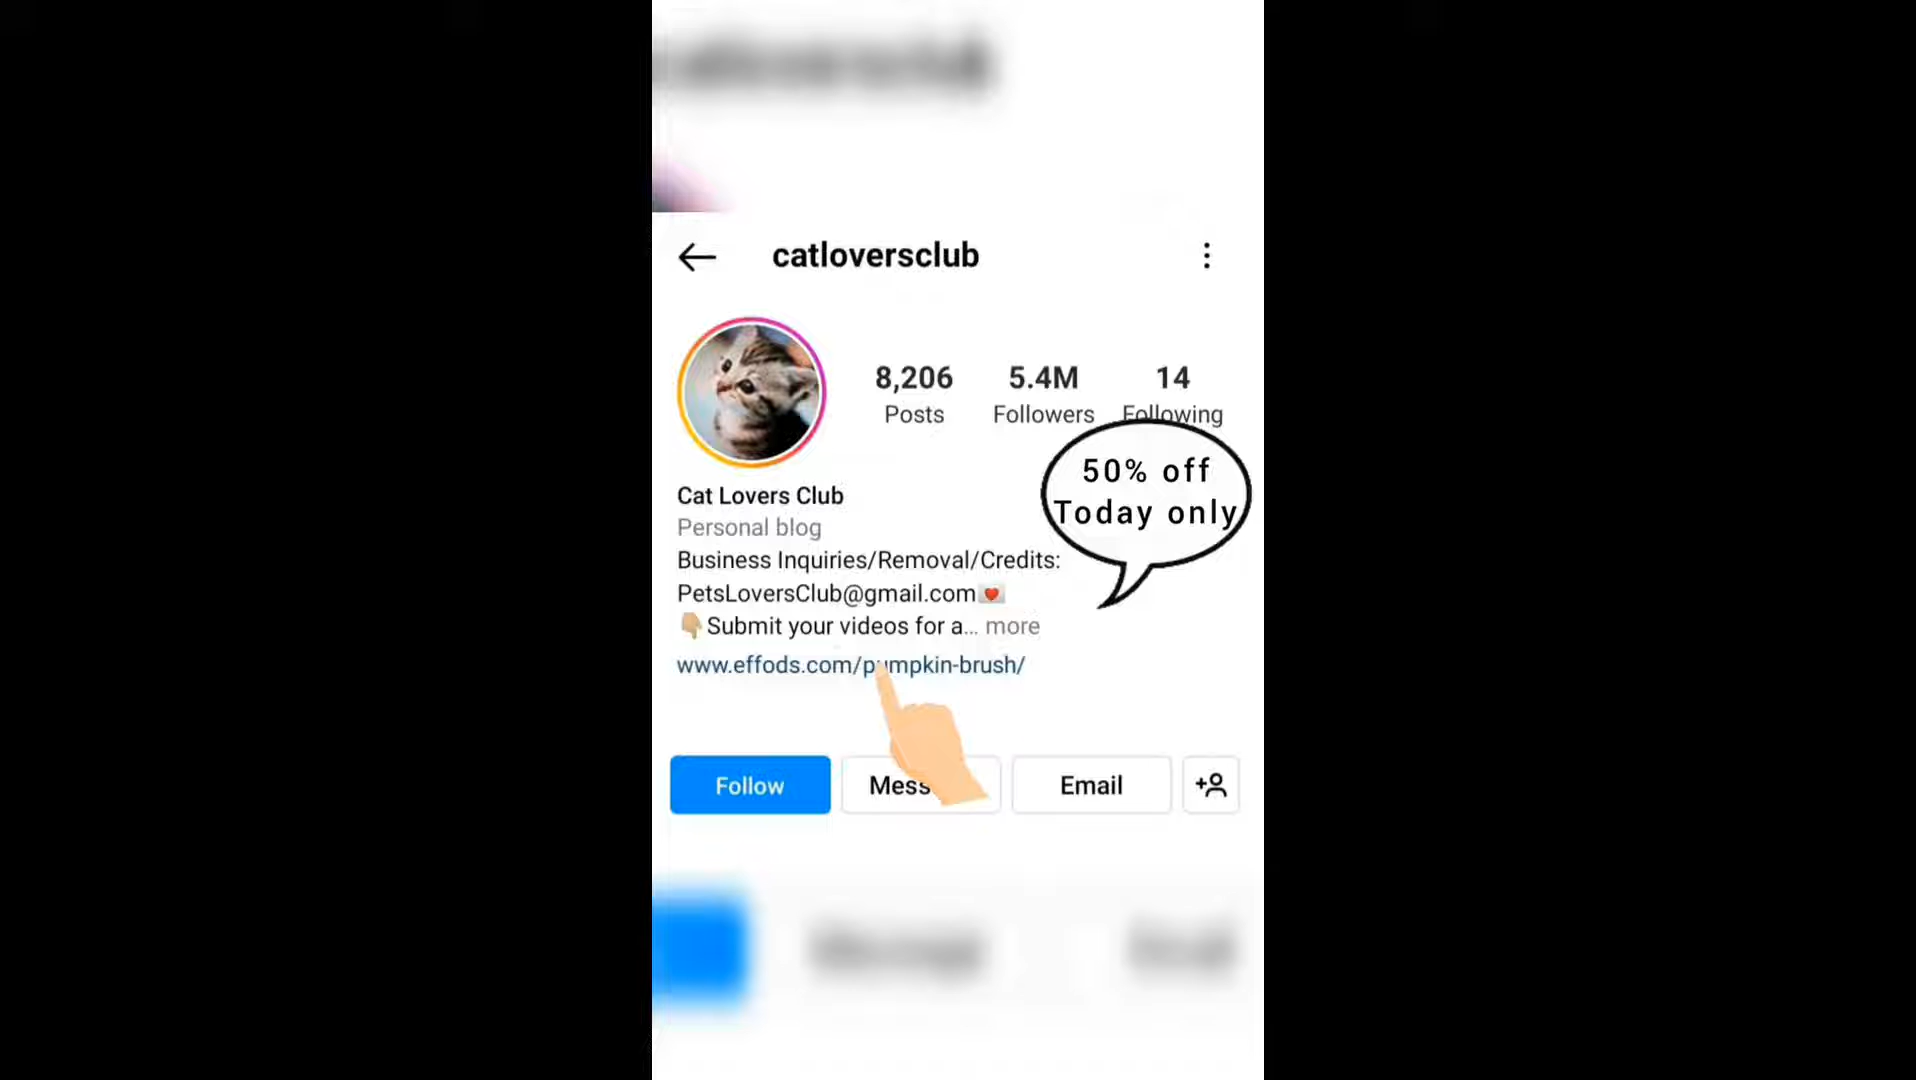 catloversclub
8,206 5.4M 14
Posts Followers Following
50% off
Today only
Cat Lovers Club
Personal blog
Business Inquiries/Removal/Credits:
PetsLoversClub@gmail.com💌
👇🏼Submit your videos for a... more
www.effods.com/pumpkin-brush/
Follow Mess Email